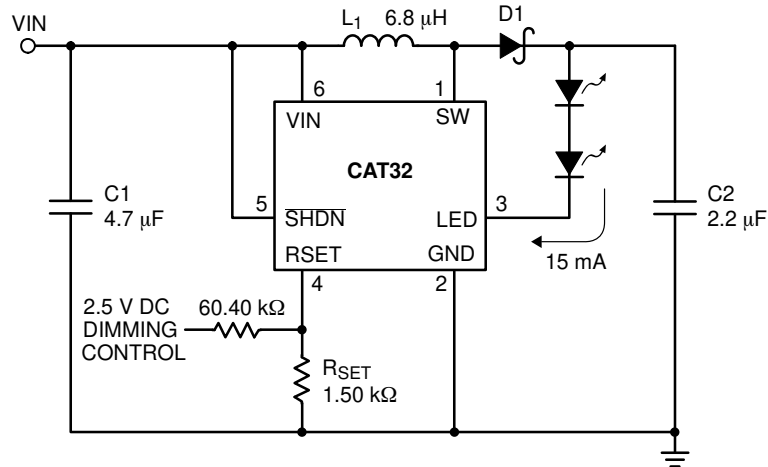 VIN
L1 6.8 μH
D1
6
1
VIN
SW
CAT32
C1
4.7 μF
5
SHDN
LED
3
C2
2.2 μF
RSET
GND
15 mA
4
2
2.5 V DC
DIMMING
CONTROL
60.40 kΩ
RSET
1.50 kΩ